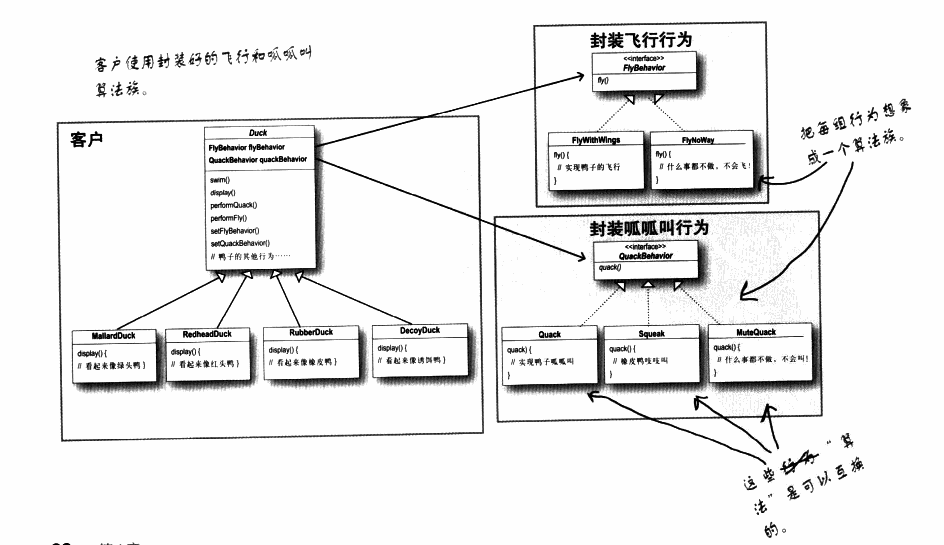 客户使用封装好的飞行和呱呱叫
算法族。
客户
Duck
FlyBehavior flyBehavior
QuackBehavior quackBehavior
swim()
display()
performQuack()
performFly()
setFlyBehavior()
setQuackBehavior()
// 鸭子的其他行为……
MallardDuck
display() {
// 看起来像绿头鸭 }
RedheadDuck
display() {
// 看起来像红头鸭 }
RubberDuck
display() {
// 看起来像橡皮鸭 }
DecoyDuck
display() {
// 看起来像诱饵鸭 }
封装飞行行为
<<interface>>
FlyBehavior
fly()
FlyWithWings
fly() {
// 实现鸭子的飞行
}
FlyNoWay
fly() {
// 什么事都不做，不会飞!
}
把每组行为想象
成一个算法族。
封装呱呱叫行为
<<interface>>
QuackBehavior
quack()
Quack
quack) {
// 实现鸭子呱呱叫
}
Squeak
quack() {
// 橡皮鸭吱吱叫
}
MuteQuack
quack() {
// 什么事都不做，不会叫!
}
这些“算
法”是可以互换
的。